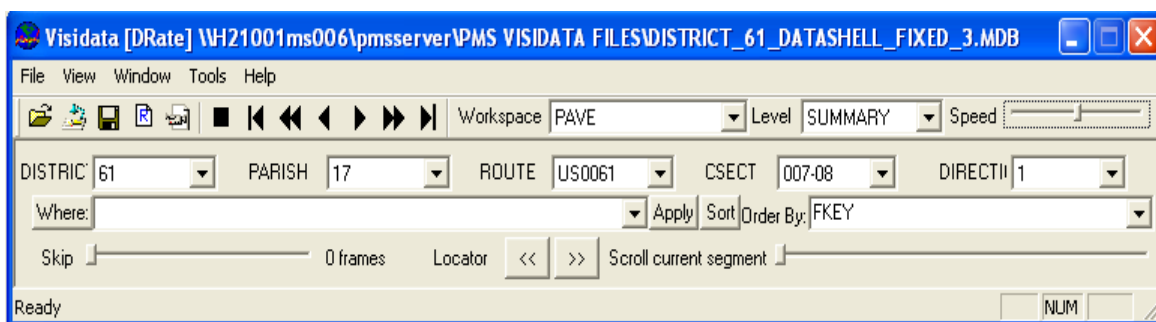 Visidata [DRate] \\H21001ms006\pmsserver\PMS VISIDATA FILES\DISTRICT_61_DATASHELL_FIXED_3.MDB
File View Window Tools Help
Workspace PAVE Level SUMMARY Speed
DISTRIC 61 PARISH 17 ROUTE US0061 CSECT 007-08 DIRECTI 1
Where: Apply Sort Order By: FKEY
Skip 0 frames Locator << >> Scroll current segment
Ready NUM